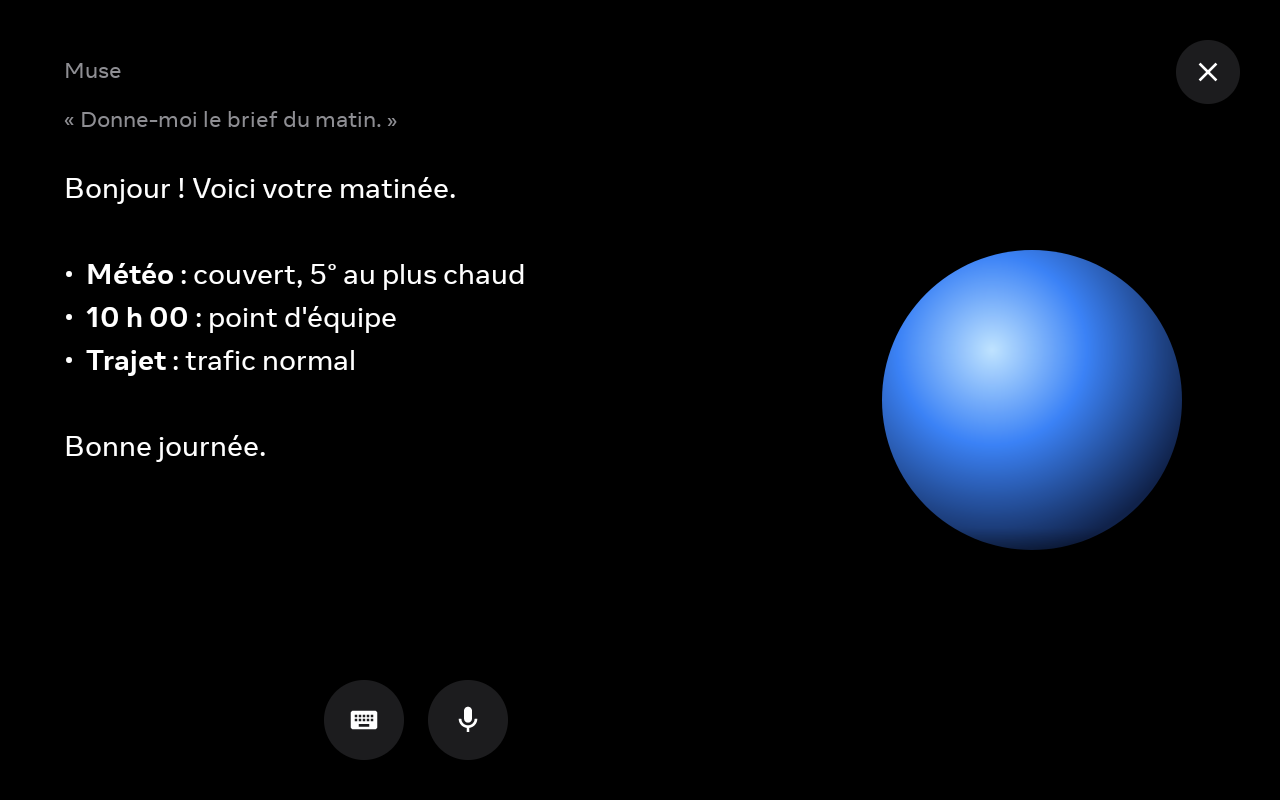 Muse
« Donne-moi le brief du matin. »
Bonjour ! Voici votre matinée.
• Météo : couvert, 5° au plus chaud
• 10 h 00 : point d'équipe
• Trajet : trafic normal
Bonne journée.